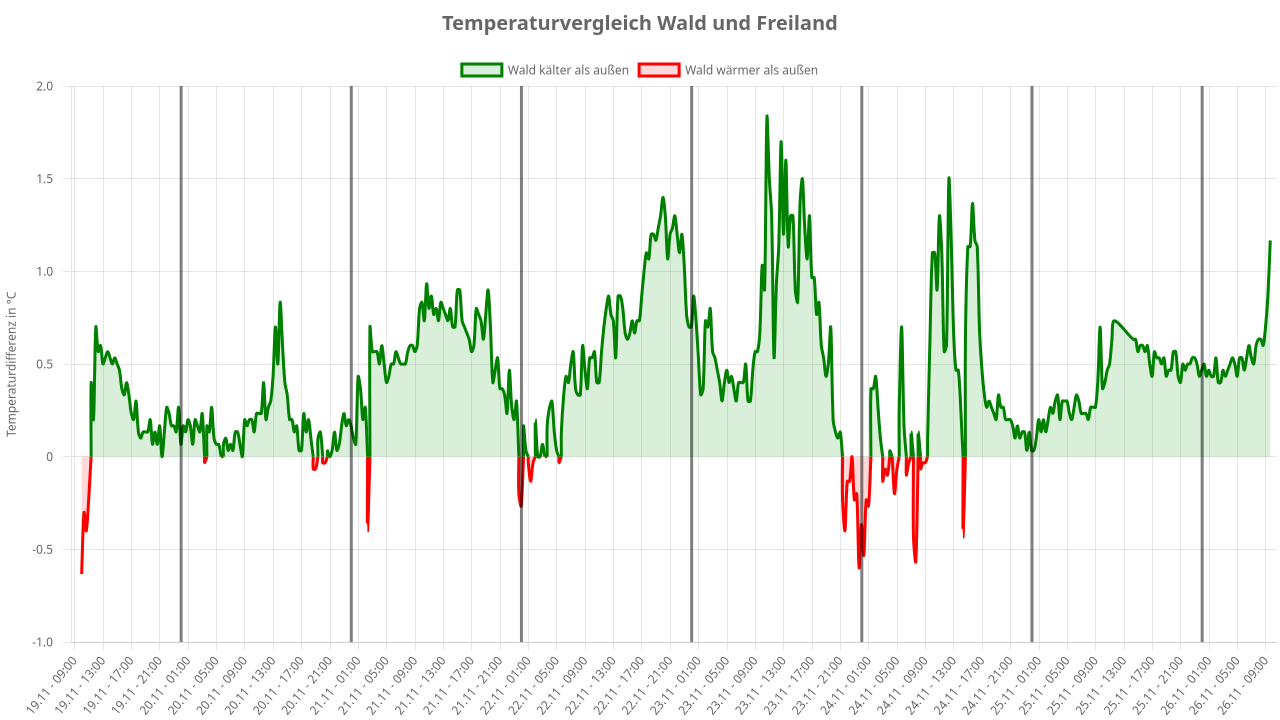 Temperaturvergleich Wald und Freiland
Wald kälter als außen
Wald wärmer als außen
Temperaturdifferenz in °C
2.0
1.5
1.0
0.5
0
-0.5
-1.0
19.11 - 09:00
19.11 - 13:00
19.11 - 17:00
19.11 - 21:00
20.11 - 01:00
20.11 - 05:00
20.11 - 09:00
20.11 - 13:00
20.11 - 17:00
20.11 - 21:00
21.11 - 01:00
21.11 - 05:00
21.11 - 09:00
21.11 - 13:00
21.11 - 17:00
21.11 - 21:00
22.11 - 01:00
22.11 - 05:00
22.11 - 09:00
22.11 - 13:00
22.11 - 17:00
22.11 - 21:00
23.11 - 01:00
23.11 - 05:00
23.11 - 09:00
23.11 - 13:00
23.11 - 17:00
23.11 - 21:00
24.11 - 01:00
24.11 - 05:00
24.11 - 09:00
24.11 - 13:00
24.11 - 17:00
24.11 - 21:00
25.11 - 01:00
25.11 - 05:00
25.11 - 09:00
25.11 - 13:00
25.11 - 17:00
25.11 - 21:00
26.11 - 01:00
26.11 - 05:00
26.11 - 09:00